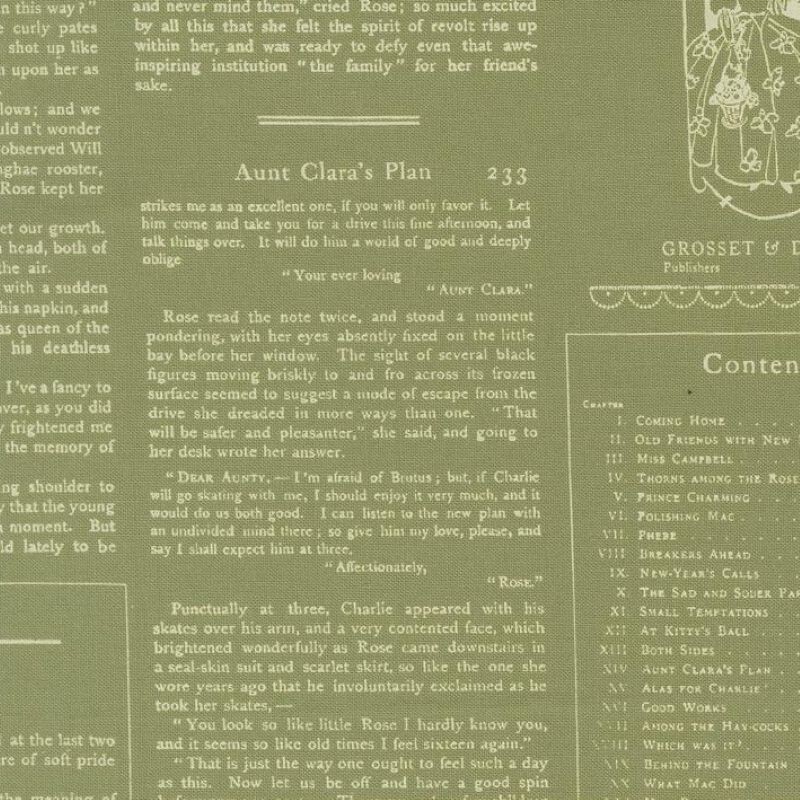 n this way?"
e curly pates
shot up like
n upon her as
lows; and we
uld n't wonder
observed Will
nghae rooster,
Rose kept her
et our growth.
head, both of
the air.
with a sudden
his napkin, and
as queen of the
his deathless
I've a fancy to
ver, as you did
y frightened me
the memory of
ng shoulder to
y that the young
moment. But
ld lately to be
at the last two
re of soft pride
the meaning of
and never mind them," cried Rose; so much excited
by all this that she felt the spirit of revolt rise up
within her, and was ready to defy even that awe-
inspiring institution "the family" for her friend's
sake.
Aunt Clara's Plan 233
strikes me as an excellent one, if you will only favor it. Let
him come and take you for a drive this fine afternoon, and
talk things over. It will do him a world of good and deeply
oblige
"Your ever loving
"AUNT CLARA."
Rose read the note twice, and stood a moment
pondering, with her eyes absently fixed on the little
bay before her window. The sight of several black
figures moving briskly to and fro across its frozen
surface seemed to suggest a mode of escape from the
drive she dreaded in more ways than one. "That
will be safer and pleasanter," she said, and going to
her desk wrote her answer.
"DEAR AUNTY,—I'm afraid of Brutus; but, if Charlie
will go skating with me, I should enjoy it very much, and it
would do us both good. I can listen to the new plan with
an undivided mind there; so give him my love, please, and
say I shall expect him at three.
"Affectionately,
"ROSE."
Punctually at three, Charlie appeared with his
skates over his arm, and a very contented face, which
brightened wonderfully as Rose came downstairs in
a seal-skin suit and scarlet skirt, so like the one she
wore years ago that he involuntarily exclaimed as he
took her skates,—
"You look so like little Rose I hardly know you,
and it seems so like old times I feel sixteen again."
"That is just the way one ought to feel such a day
as this. Now let us be off and have a good spin
GROSSET & D
Publishers
Conten
CHAPTER
I. COMING HOME . . . .
II. OLD FRIENDS WITH NEW
III. MISS CAMPBELL . . . .
IV. THORNS AMONG THE ROSE
V. PRINCE CHARMING . . . .
VI. POLISHING MAC . . . .
VII. PHEBE . . . .
VIII. BREAKERS AHEAD . . . .
IX. NEW-YEAR'S CALLS . . .
X. THE SAD AND SOBER PAR
XI. SMALL TEMPTATIONS . . .
XII. AT KITTY'S BALL . . . .
XIII. BOTH SIDES . . . .
XIV. AUNT CLARA'S PLAN . . .
XV. ALAS FOR CHARLIE! . . .
XVI. GOOD WORKS . . . .
XVII. AMONG THE HAY-COCKS
XVIII. WHICH WAS IT? . . . .
XIX. BEHIND THE FOUNTAIN
XX. WHAT MAC DID . . . .